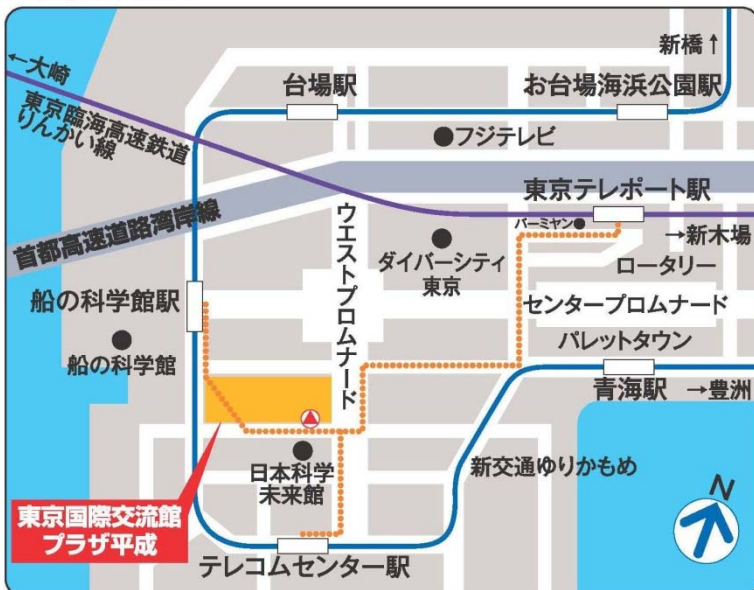 新橋↑
←大崎
台場駅
お台場海浜公園駅
東京臨海高速鉄道
りんかい線
フジテレビ
東京テレポート駅
バーミヤン
→新木場
首都高速道路湾岸線
ウエストプロムナード
ダイバーシティ
東京
ロータリー
船の科学館駅
センタープロムナード
船の科学館
パレットタウン
青海駅
→豊洲
日本科学
未来館
新交通ゆりかもめ
東京国際交流館
プラザ平成
テレコムセンター駅
N